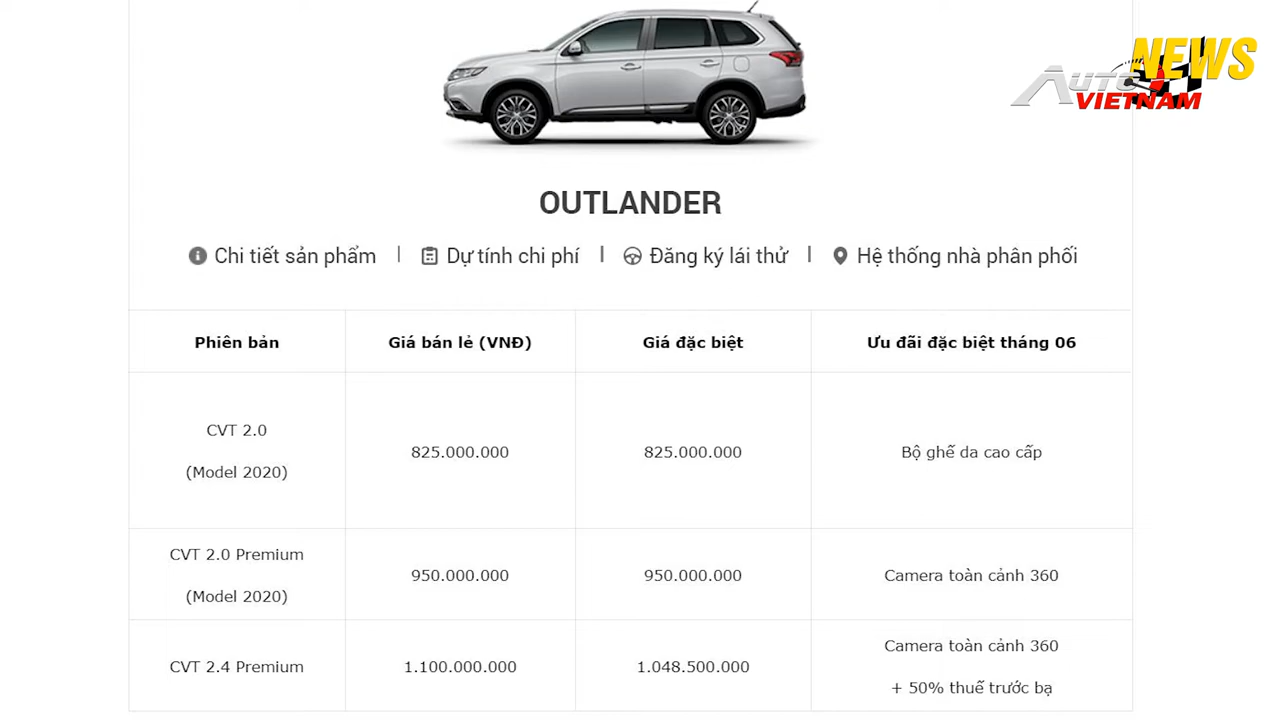 NEWS
AUTO
VIETNAM
OUTLANDER
Chi tiết sản phẩm | Dự tính chi phí | Đăng ký lái thử | Hệ thống nhà phân phối
Phiên bản Giá bán lẻ (VNĐ) Giá đặc biệt Ưu đãi đặc biệt tháng 06
CVT 2.0
(Model 2020)
825.000.000 825.000.000 Bộ ghế da cao cấp
CVT 2.0 Premium
(Model 2020)
950.000.000 950.000.000 Camera toàn cảnh 360
CVT 2.4 Premium 1.100.000.000 1.048.500.000
Camera toàn cảnh 360
+ 50% thuế trước bạ